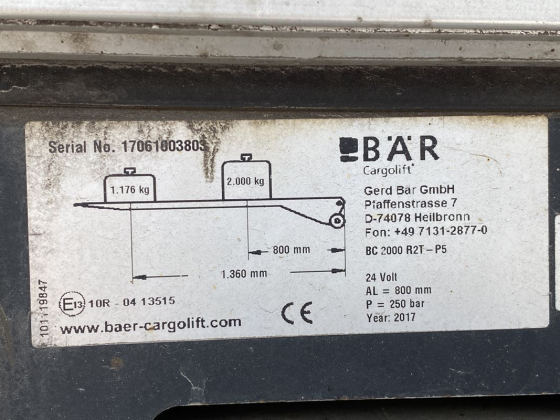 Serial No. 17061003803
1.176 kg
2.000 kg
800 mm
1.360 mm
E13 10R - 04 13515
www.baer-cargolift.com
CE
BÄR
Cargolift
Gerd Bär GmbH
Pfaffenstrasse 7
D-74078 Heilbronn
Fon: +49 7131-2877-0
BC 2000 R2T-P5
24 Volt
AL = 800 mm
P = 250 bar
Year: 2017